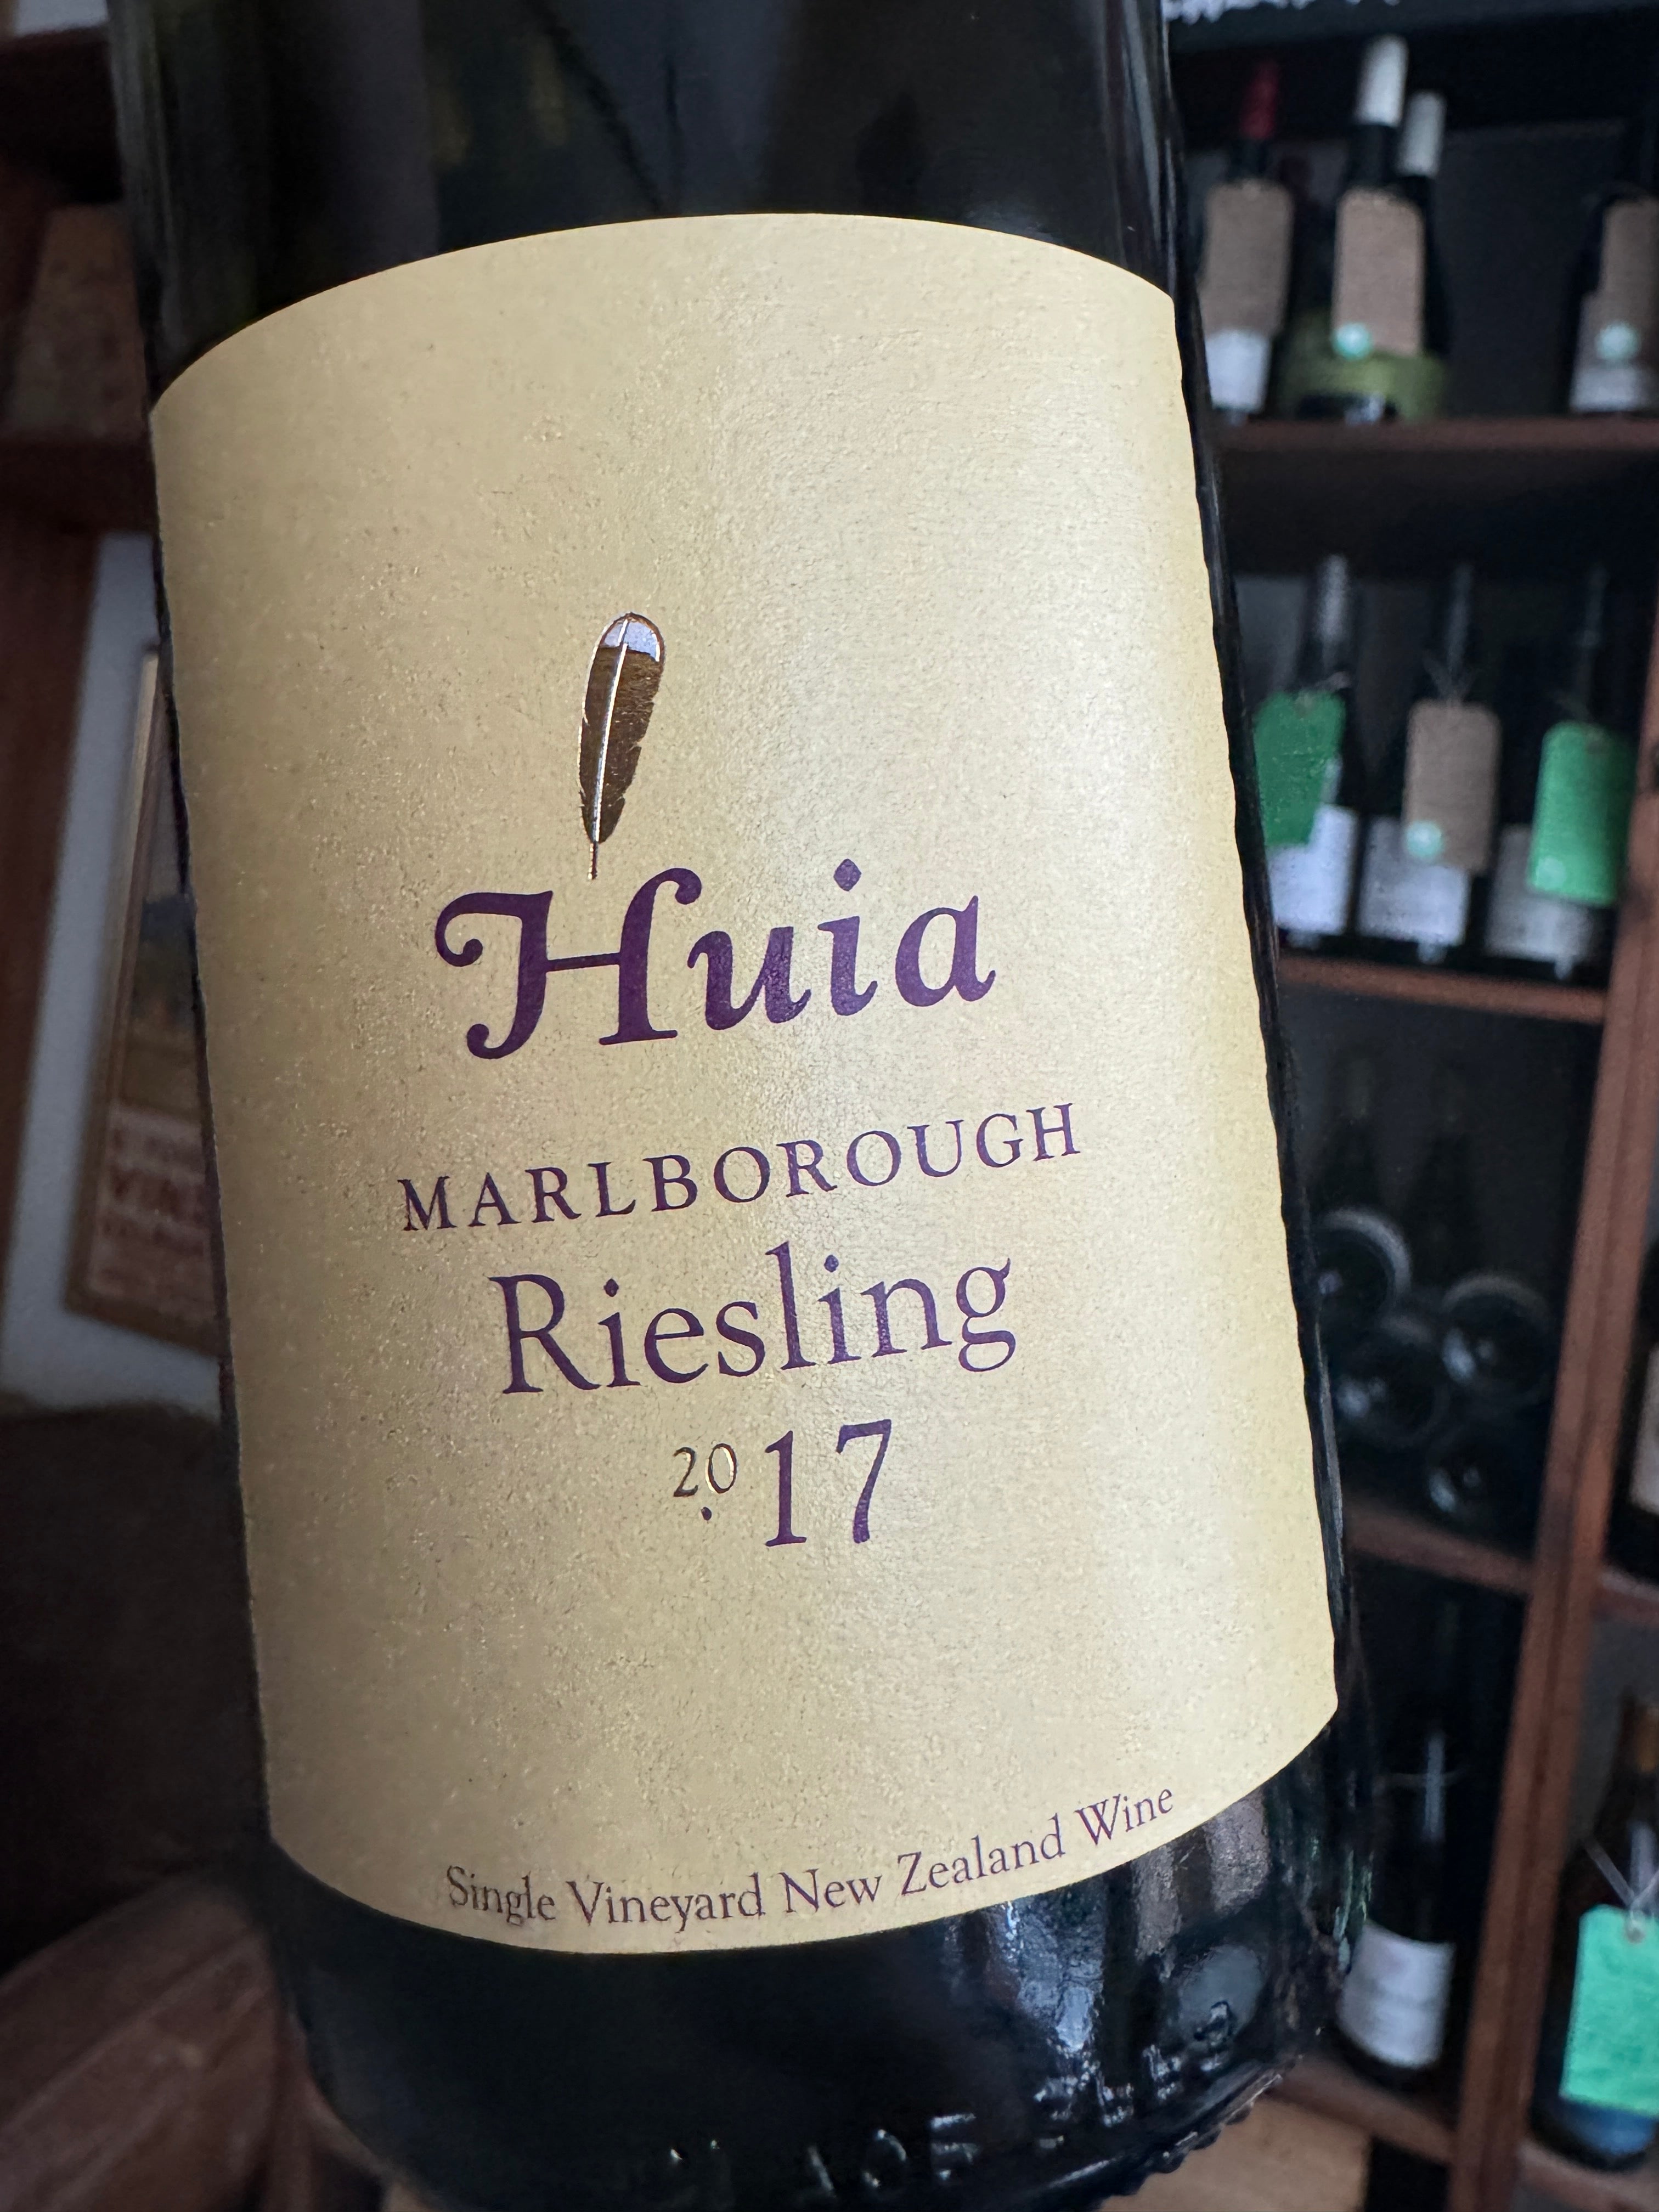 Huia
MARLBOROUGH
Riesling
2017
Single Vineyard New Zealand Wine